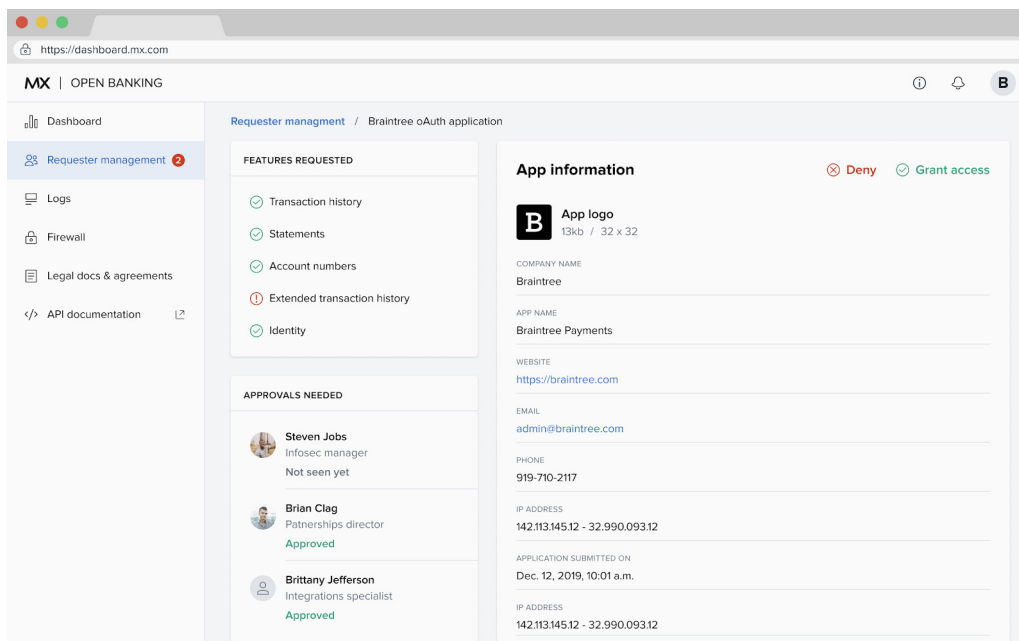 https://dashboard.mx.com
MX | OPEN BANKING
B
Dashboard
Requester management 2
Logs
Firewall
Legal docs & agreements
API documentation
Requester managment / Braintree oAuth application
FEATURES REQUESTED
Transaction history
Statements
Account numbers
Extended transaction history
Identity
APPROVALS NEEDED
Steven Jobs
Infosec manager
Not seen yet
Brian Clag
Patnerships director
Approved
Brittany Jefferson
Integrations specialist
Approved
App information
Deny
Grant access
B
App logo
13kb / 32 x 32
COMPANY NAME
Braintree
APP NAME
Braintree Payments
WEBSITE
https://braintree.com
EMAIL
admin@braintree.com
PHONE
919-710-2117
IP ADDRESS
142.113.145.12 - 32.990.093.12
APPLICATION SUBMITTED ON
Dec. 12, 2019, 10:01 a.m.
IP ADDRESS
142.113.145.12 - 32.990.093.12